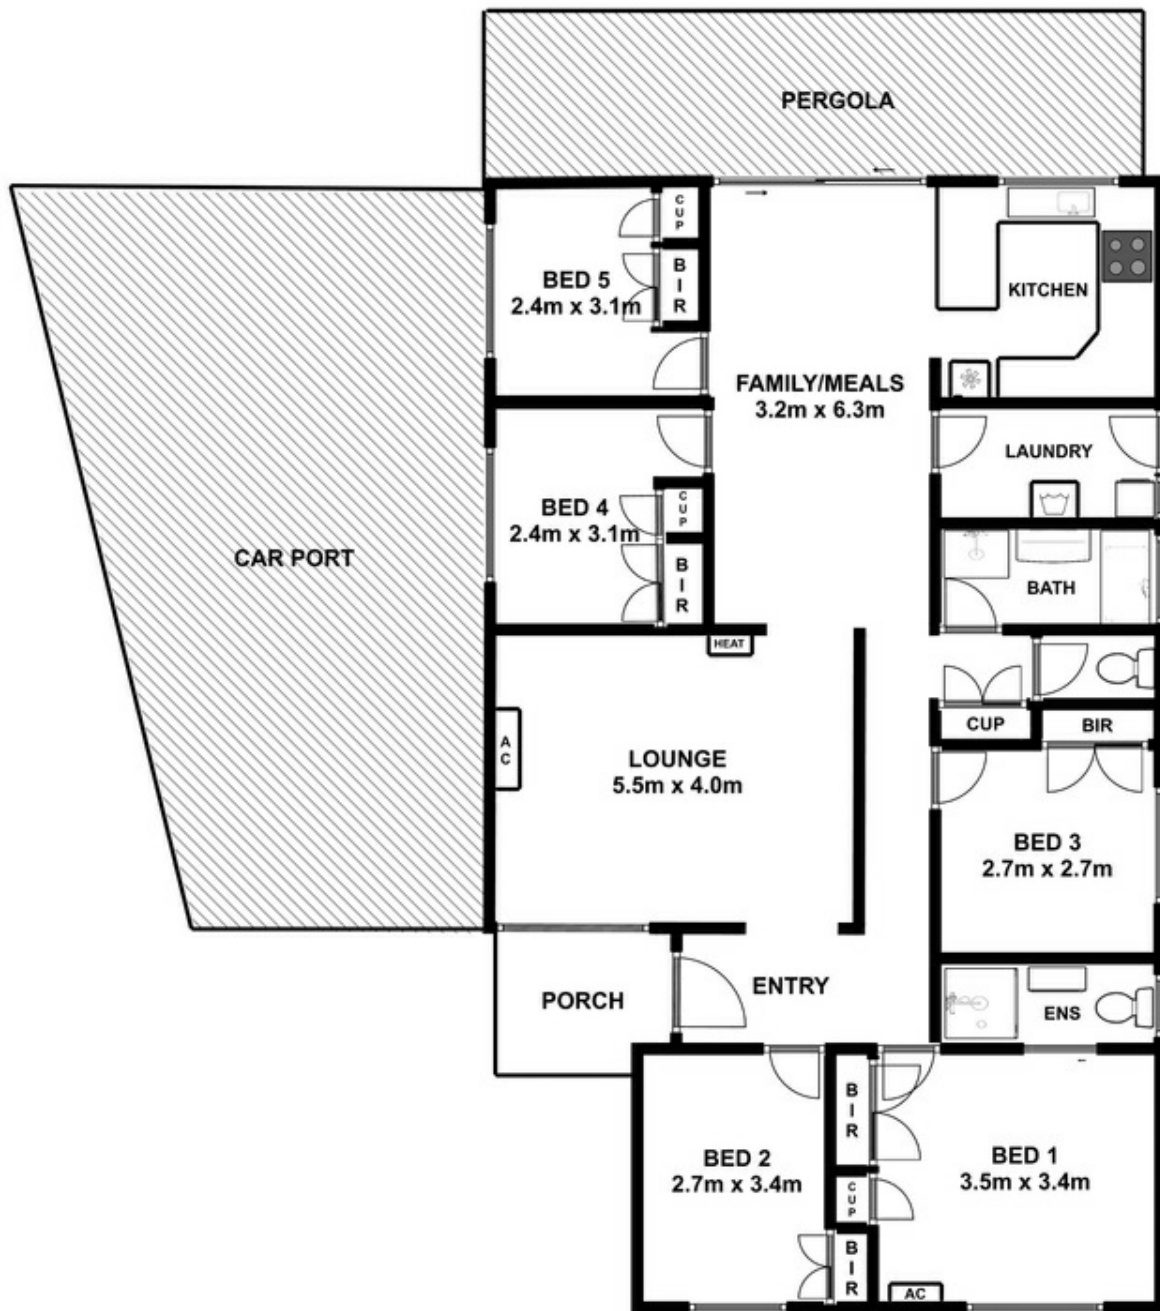 PERGOLA
CUP
BIR
BED 5
2.4m x 3.1m
KITCHEN
FAMILY/MEALS
3.2m x 6.3m
LAUNDRY
BED 4
2.4m x 3.1m
CUP
BIR
CAR PORT
BATH
HEAT
CUP
BIR
AC
LOUNGE
5.5m x 4.0m
BED 3
2.7m x 2.7m
PORCH
ENTRY
ENS
BIR
BED 2
2.7m x 3.4m
BED 1
3.5m x 3.4m
CUP
BIR
AC